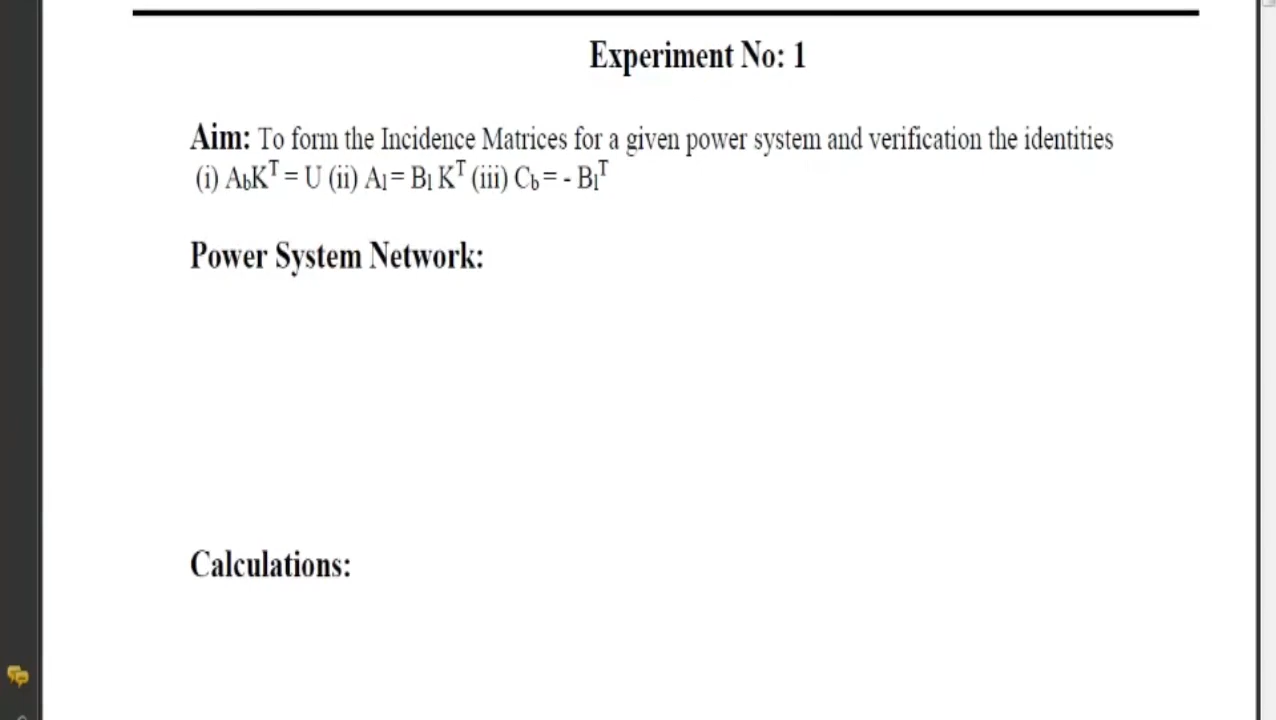 Experiment No: 1
Aim: To form the Incidence Matrices for a given power system and verification the identities
(i) AbKᵀ = U (ii) Al = Bl Kᵀ (iii) Cb = - Blᵀ
Power System Network:
Calculations: